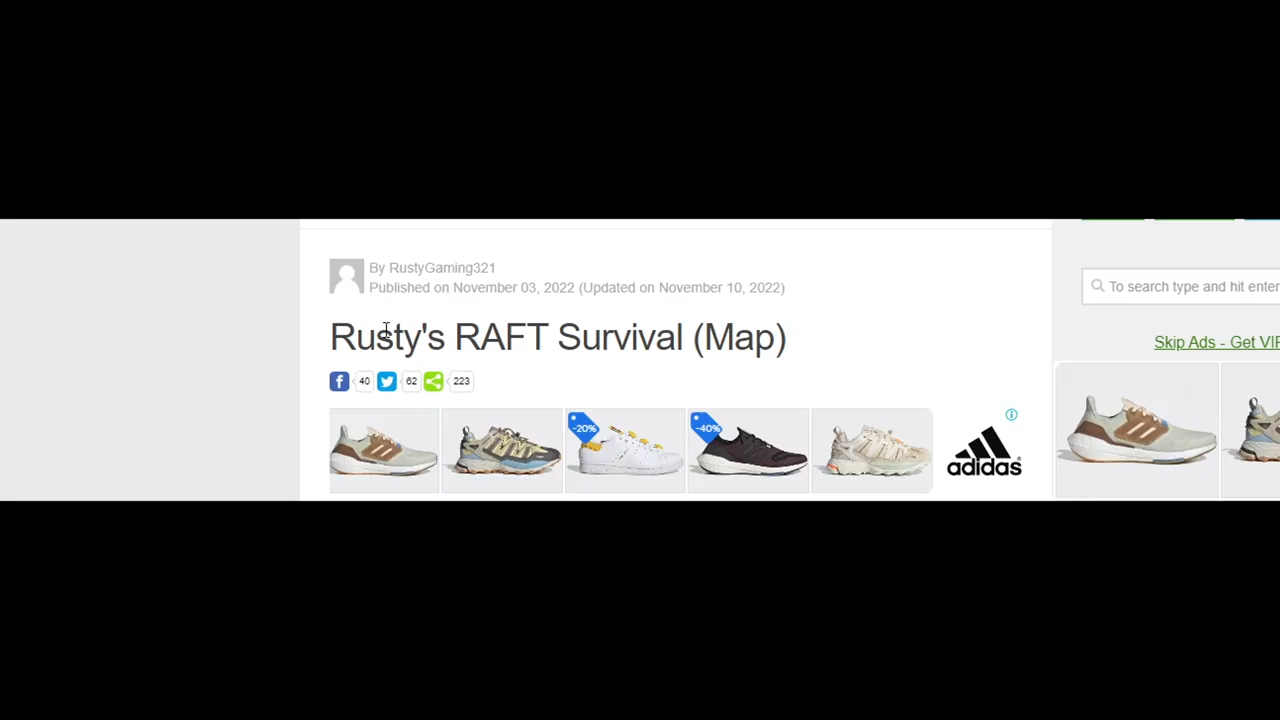 By RustyGaming321
Published on November 03, 2022 (Updated on November 10, 2022)
To search type and hit enter
Rusty's RAFT Survival (Map)
Skip Ads - Get VI
40
62
223
-20%
-40%
adidas